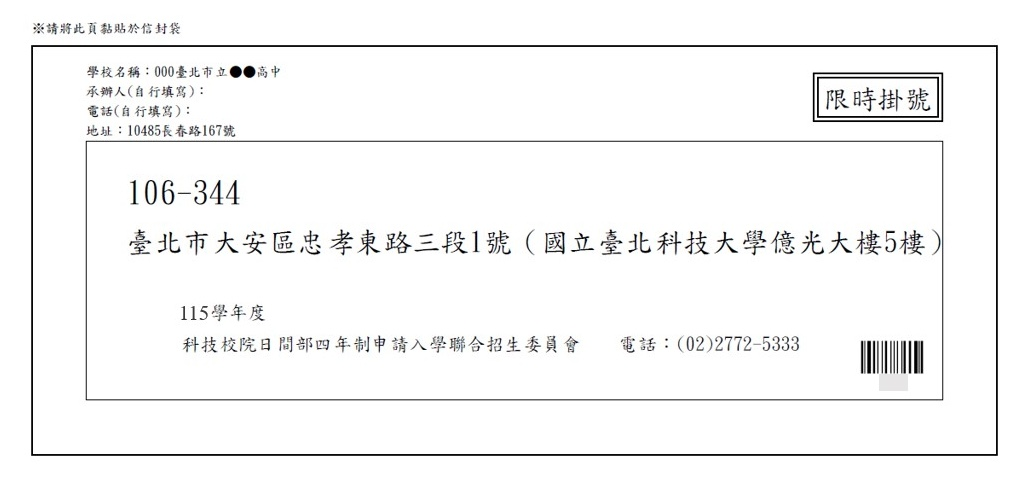 ※請將此頁黏貼於信封袋
學校名稱：000臺北市立●●高中
承辦人(自行填寫)：
電話(自行填寫)：
地址：10485長春路167號
限時掛號
106-344
臺北市大安區忠孝東路三段1號（國立臺北科技大學億光大樓5樓）
115學年度
科技校院日間部四年制申請入學聯合招生委員會　電話：(02)2772-5333